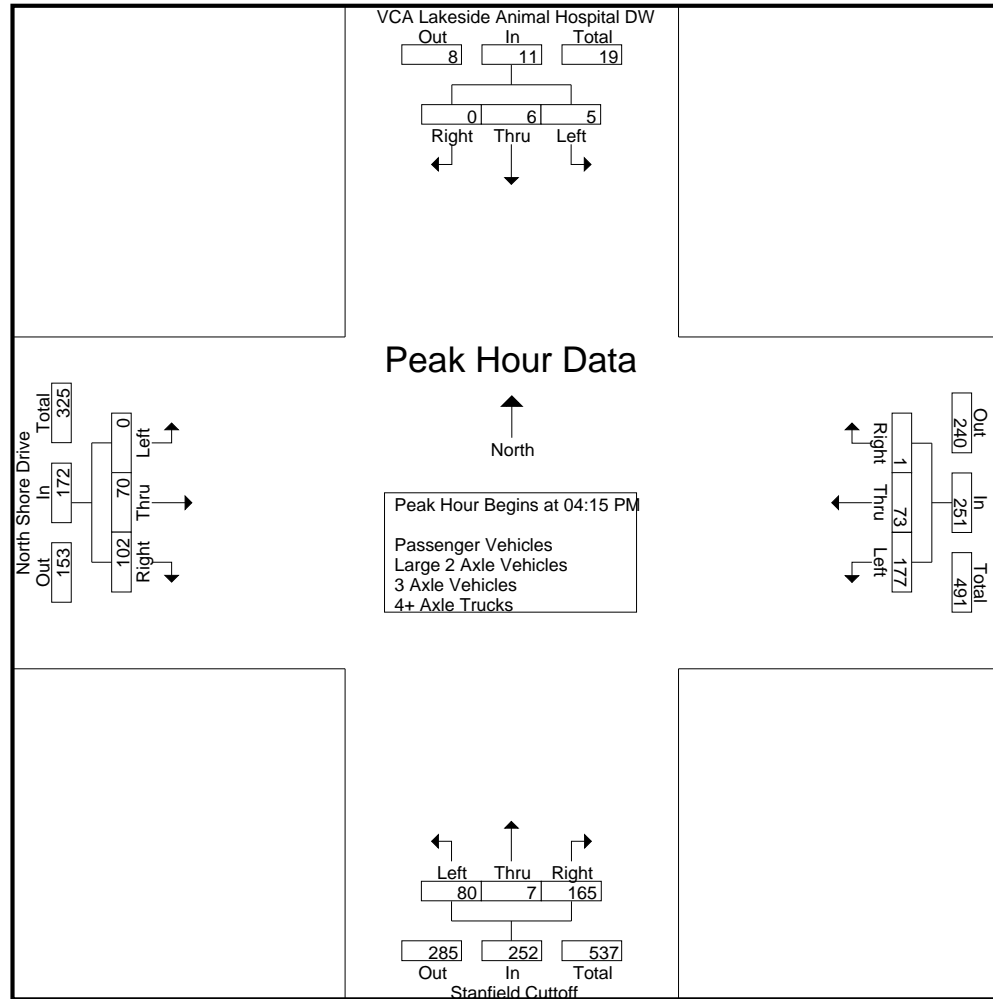 VCA Lakeside Animal Hospital DW
Out In Total
8 11 19
0 6 5
Right Thru Left
Peak Hour Data
North
Peak Hour Begins at 04:15 PM
Passenger Vehicles
Large 2 Axle Vehicles
3 Axle Vehicles
4+ Axle Trucks
North Shore Drive
Out In Total
153 172 325
102 70 0
Right Thru Left
Out In Total
240 251 491
1 73 177
Right Thru Left
Left Thru Right
80 7 165
285 252 537
Out In Total
Stanfield Cuttoff